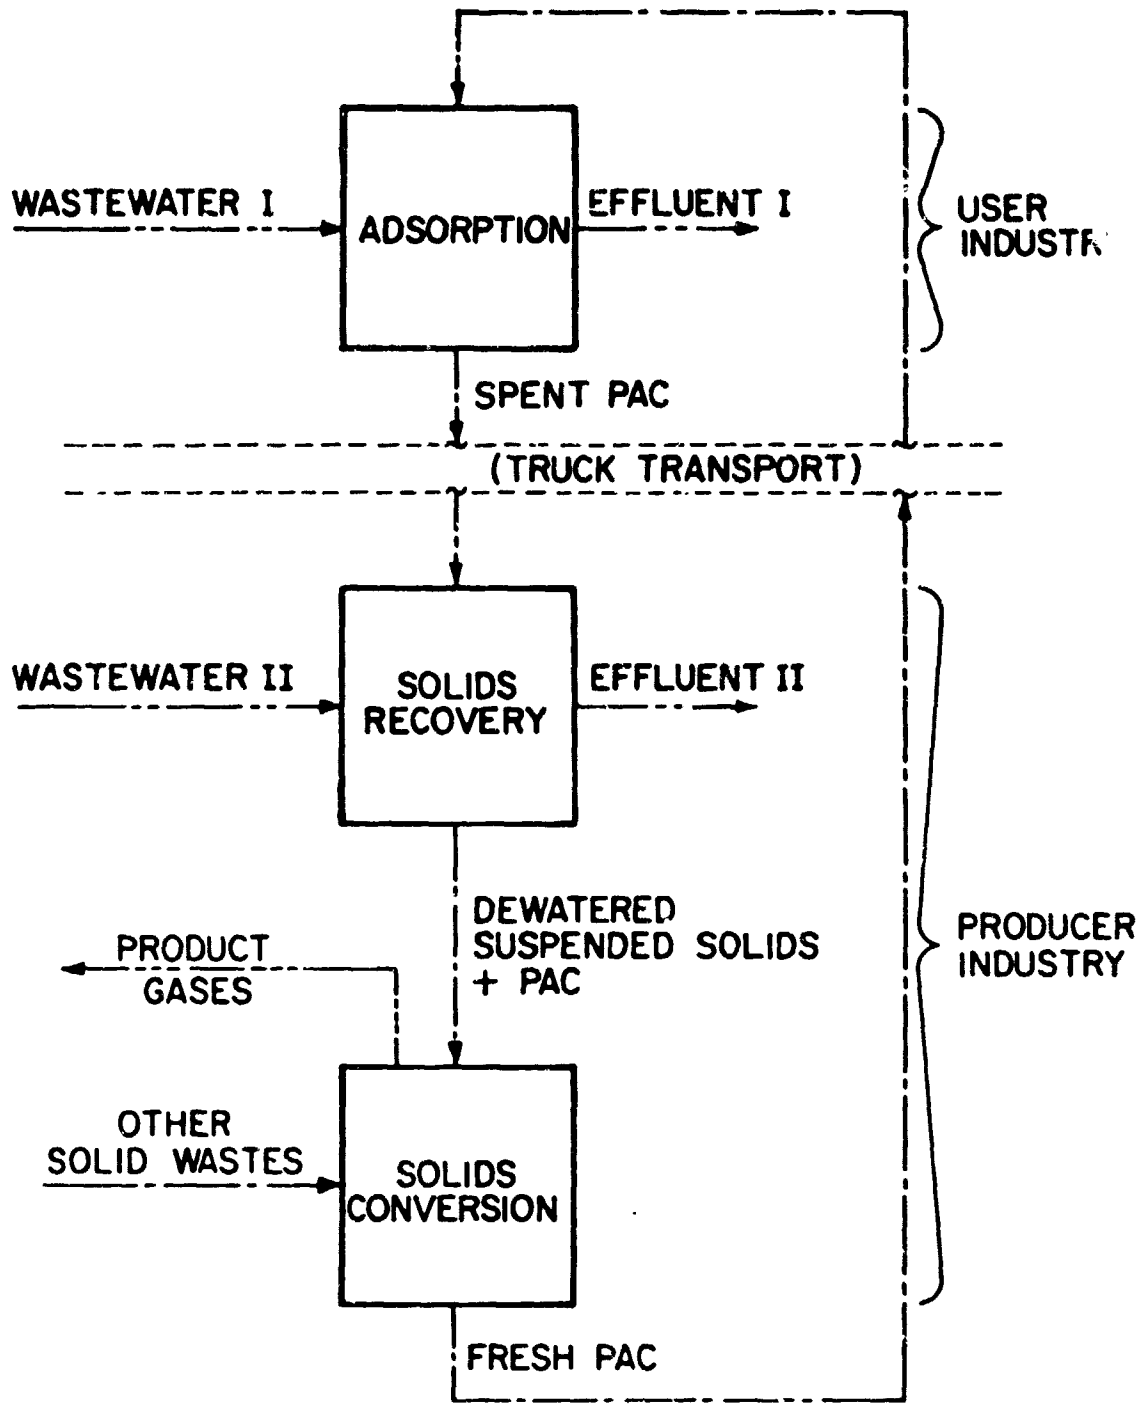 WASTEWATER I
ADSORPTION
EFFLUENT I
USER
INDUSTR
SPENT PAC
(TRUCK TRANSPORT)
WASTEWATER II
SOLIDS
RECOVERY
EFFLUENT II
DEWATERED
SUSPENDED SOLIDS
+ PAC
PRODUCT
GASES
PRODUCER
INDUSTRY
OTHER
SOLID WASTES
SOLIDS
CONVERSION
FRESH PAC